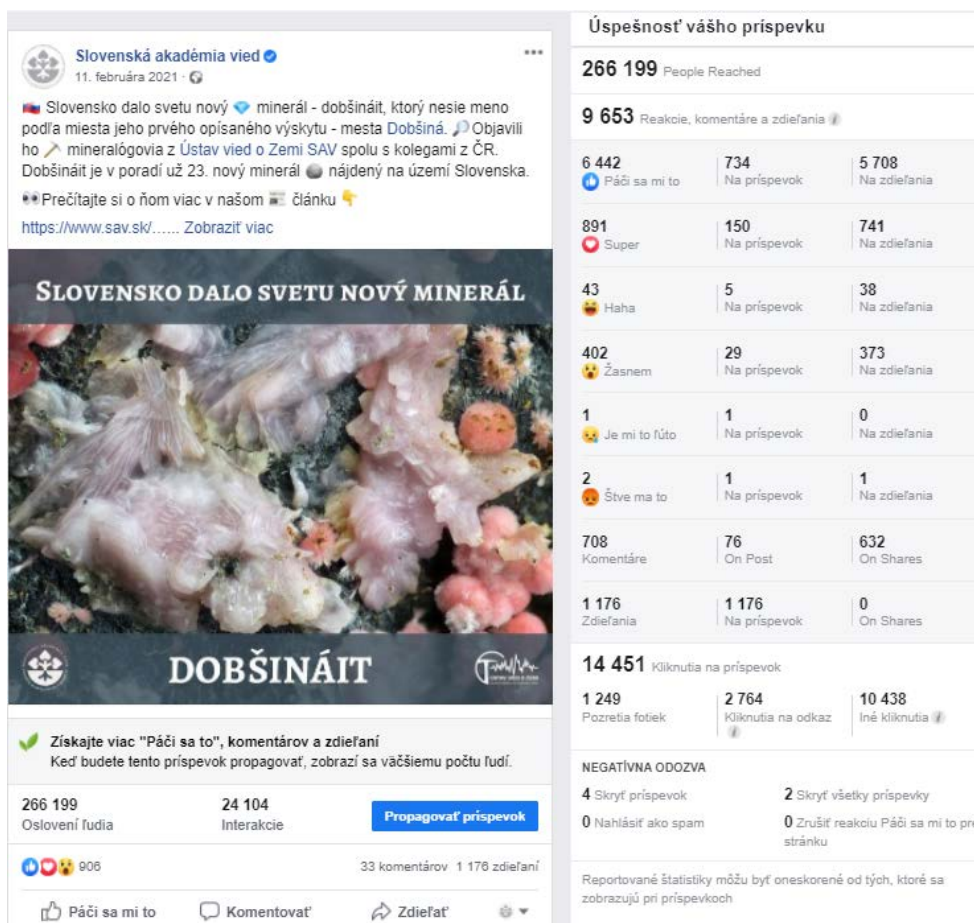 Slovenská akadémia vied
11. februára 2021 ·
Slovensko dalo svetu nový 💎 minerál - dobšináit, ktorý nesie meno
podľa miesta jeho prvého opísaného výskytu - mesta Dobšiná. 🔎Objavili
ho ⛏ mineralógovia z Ústav vied o Zemi SAV spolu s kolegami z ČR.
Dobšináit je v poradí už 23. nový minerál 🌑 nájdený na území Slovenska.
👀Prečítajte si o ňom viac v našom 📰 článku 👇
https://www.sav.sk/...... Zobraziť viac
SLOVENSKO DALO SVETU NOVÝ MINERÁL
DOBŠINÁIT
Získajte viac "Páči sa to", komentárov a zdieľaní
Keď budete tento príspevok propagovať, zobrazí sa väčšiemu počtu ľudí.
266 199 24 104 Propagovať príspevok
Oslovení ľudia Interakcie
906 33 komentárov 1 176 zdieľaní
Páči sa mi to Komentovať Zdieľať
Úspešnosť vášho príspevku
266 199 People Reached
9 653 Reakcie, komentáre a zdieľania
6 442 734 5 708
Páči sa mi to Na príspevok Na zdieľania
891 150 741
Super Na príspevok Na zdieľania
43 5 38
Haha Na príspevok Na zdieľania
402 29 373
Žasnem Na príspevok Na zdieľania
1 1 0
Je mi to ľúto Na príspevok Na zdieľania
2 1 1
Štve ma to Na príspevok Na zdieľania
708 76 632
Komentáre On Post On Shares
1 176 1 176 0
Zdieľania Na príspevok On Shares
14 451 Kliknutia na príspevok
1 249 2 764 10 438
Pozretia fotiek Kliknutia na odkaz Iné kliknutia
NEGATÍVNA ODOZVA
4 Skryť príspevok 2 Skryť všetky príspevky
0 Nahlásiť ako spam 0 Zrušiť reakciu Páči sa mi to pre
stránku
Reportované štatistiky môžu byť oneskorené od tých, ktoré sa
zobrazujú pri príspevkoch